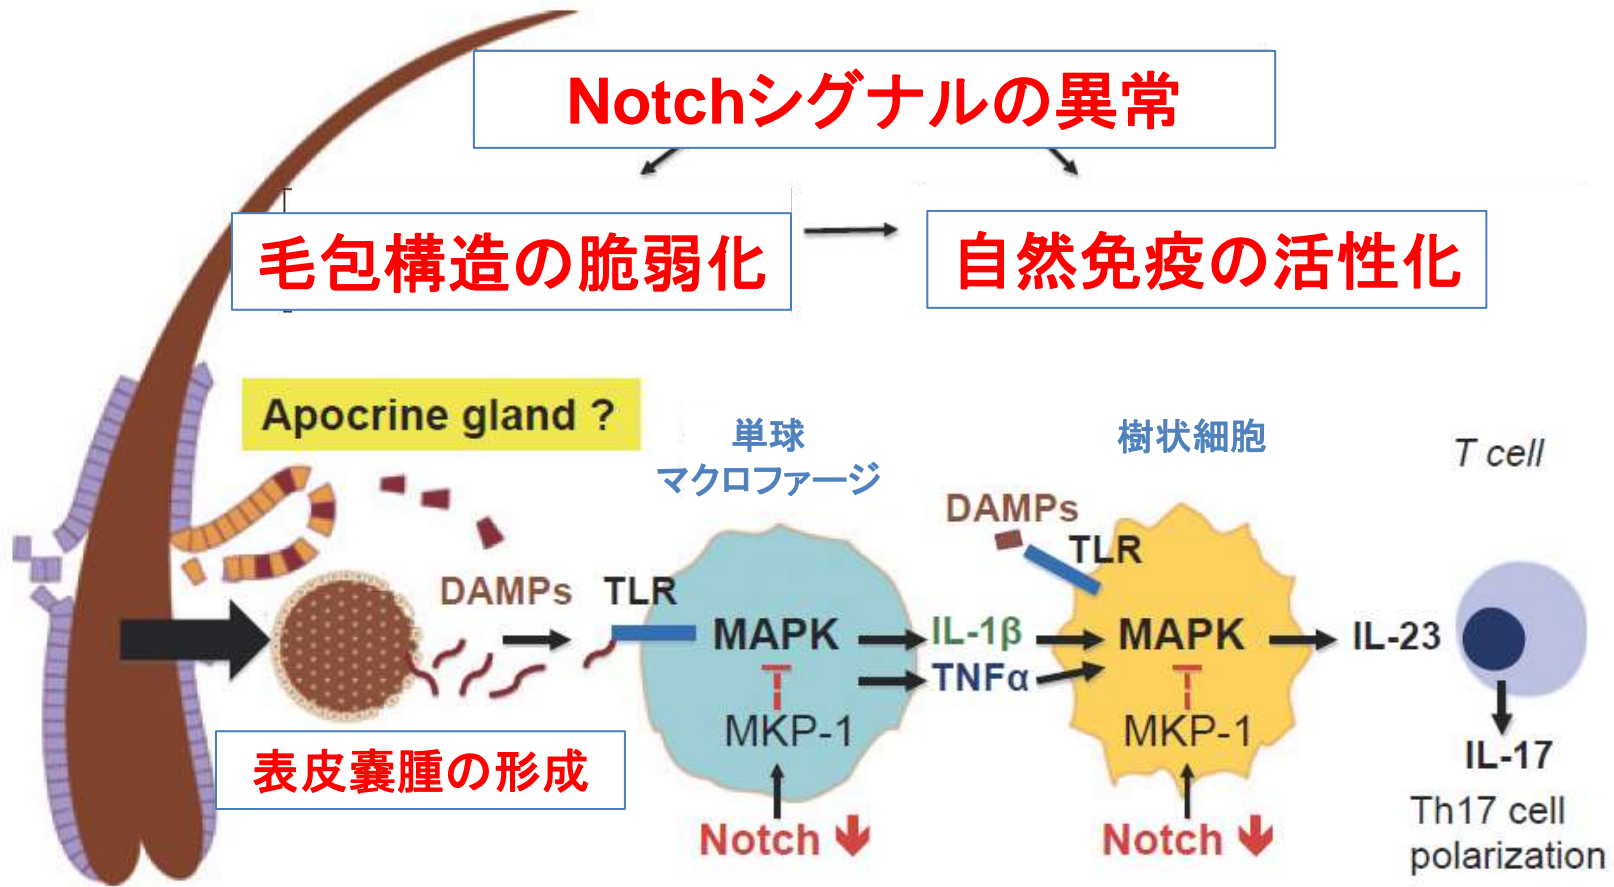 Notchシグナルの異常
毛包構造の脆弱化
自然免疫の活性化
Apocrine gland ?
単球
マクロファージ
樹状細胞
T cell
DAMPs
TLR
DAMPs
TLR
MAPK
IL-1β
TNFα
MAPK
IL-23
MKP-1
MKP-1
表皮嚢腫の形成
Notch
Notch
IL-17
Th17 cell
polarization